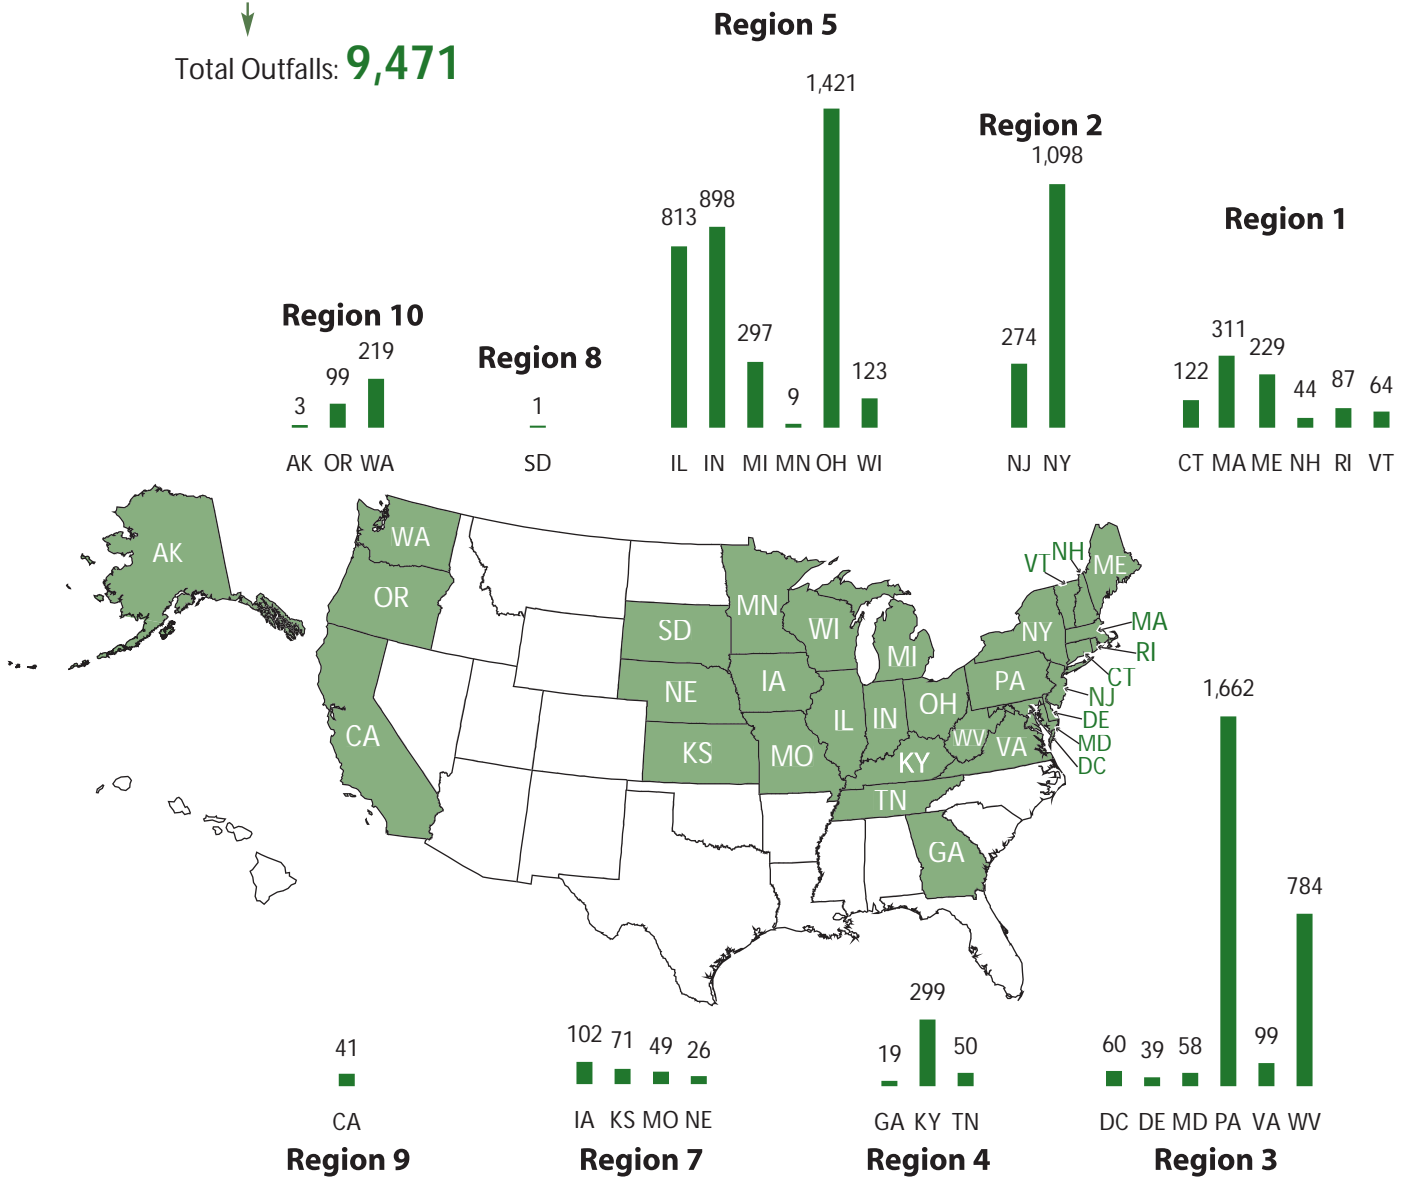 Total Outfalls: 9,471
Region 5
1,421
813
898
297
9
123
IL IN MI MN OH WI
Region 2
1,098
274
NJ NY
Region 1
122
311
229
44
87
64
CT MA ME NH RI VT
Region 10
3
99
219
AK OR WA
Region 8
1
SD
AK
WA
OR
CA
SD
NE
KS
MN
IA
MO
WI
IL
IN
MI
OH
KY
TN
GA
WV
VA
PA
NY
VT
NH
ME
MA
RI
CT
NJ
DE
MD
DC
41
CA
Region 9
102
71
49
26
IA KS MO NE
Region 7
19
299
50
GA KY TN
Region 4
60
39
58
1,662
99
784
DC DE MD PA VA WV
Region 3